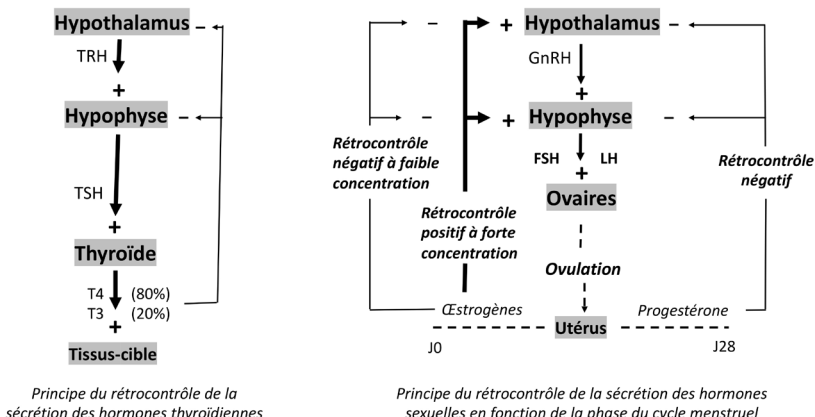 Hypothalamus –
TRH
+
Hypophyse –
TSH
+
Thyroïde
T4 (80%)
T3 (20%)
+
Tissus-cible
Principe du rétrocontrôle de la
sécrétion des hormones thyroïdiennes
– + Hypothalamus –
GnRH
+
– + Hypophyse –
FSH LH
+
Ovaires
Rétrocontrôle
négatif à faible
concentration
Rétrocontrôle
positif à forte
concentration
Rétrocontrôle
négatif
Ovulation
Œstrogènes
Progestérone
Utérus
J0
J28
Principe du rétrocontrôle de la sécrétion des hormones
sexuelles en fonction de la phase du cycle menstruel